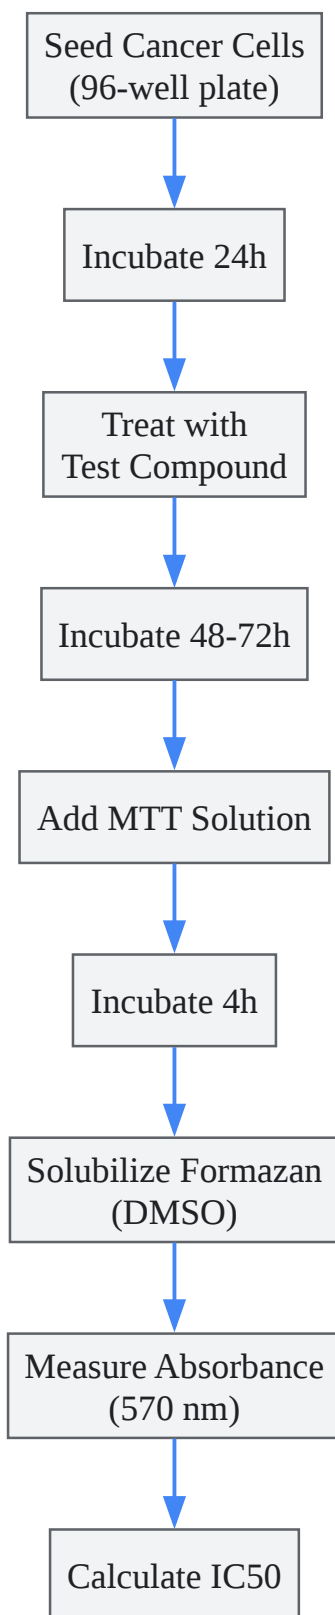 Seed Cancer Cells
(96-well plate)
Incubate 24h
Treat with
Test Compound
Incubate 48-72h
Add MTT Solution
Incubate 4h
Solubilize Formazan
(DMSO)
Measure Absorbance
(570 nm)
Calculate IC50